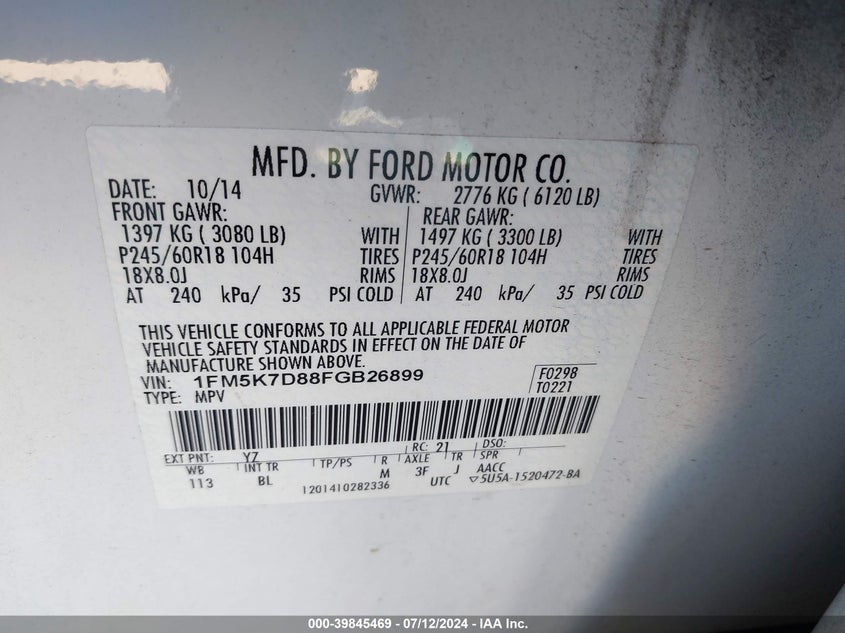 MFD. BY FORD MOTOR CO.
DATE: 10/14 GVWR: 2776 KG ( 6120 LB)
FRONT GAWR: REAR GAWR:
1397 KG ( 3080 LB) WITH 1497 KG ( 3300 LB) WITH
P245/60R18 104H TIRES P245/60R18 104H TIRES
18X8.0J RIMS 18X8.0J RIMS
AT 240 kPa/ 35 PSI COLD AT 240 kPa/ 35 PSI COLD
THIS VEHICLE CONFORMS TO ALL APPLICABLE FEDERAL MOTOR
VEHICLE SAFETY STANDARDS IN EFFECT ON THE DATE OF
MANUFACTURE SHOWN ABOVE.
VIN: 1FM5K7D88FGB26899 F0298
TYPE: MPV T0221
EXT PNT: YZ RC: 21 DSO:
WB INT TR TP/PS R AXLE TR SPR
113 BL M 3F J AACC
1201410282336 UTC ▽5U5A-1520472-BA
000-39845469 - 07/12/2024 - IAA Inc.